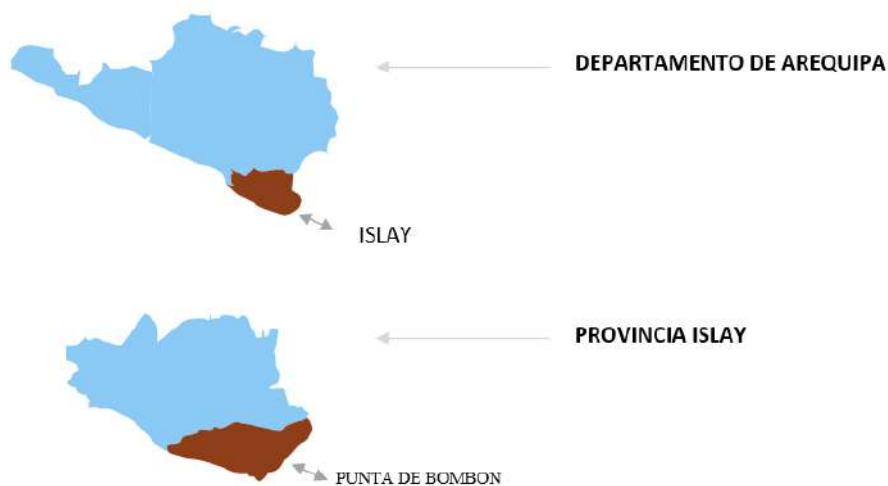 DEPARTAMENTO DE AREQUIPA
ISLAY
PROVINCIA ISLAY
PUNTA DE BOMBON